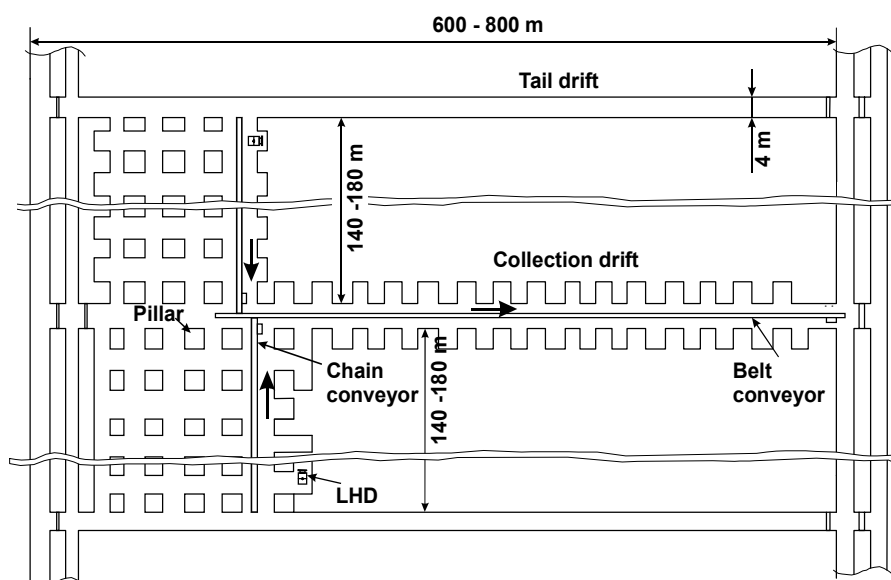 600 - 800 m
Tail drift
4 m
140 -180 m
Collection drift
Pillar
Chain
conveyor
Belt
conveyor
140 -180 m
LHD